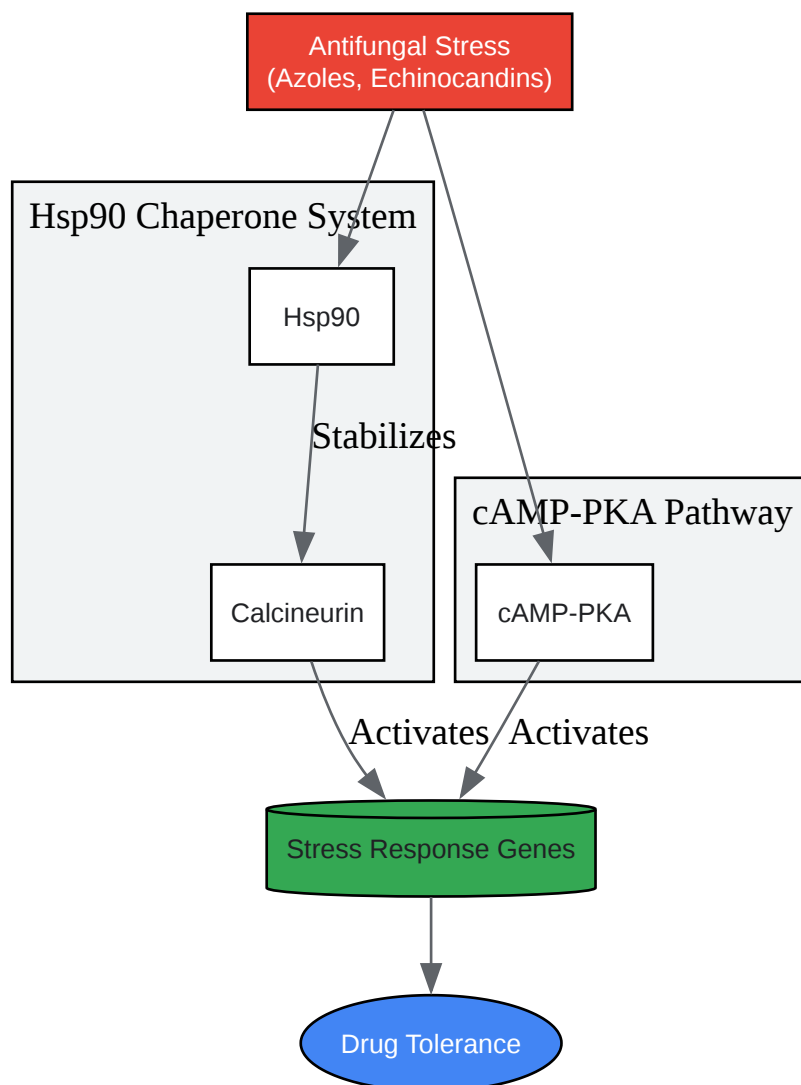 Antifungal Stress
(Azoles, Echinocandins)
Hsp90 Chaperone System
Hsp90
Stabilizes
cAMP-PKA Pathway
Calcineurin
cAMP-PKA
Activates
Activates
Stress Response Genes
Drug Tolerance